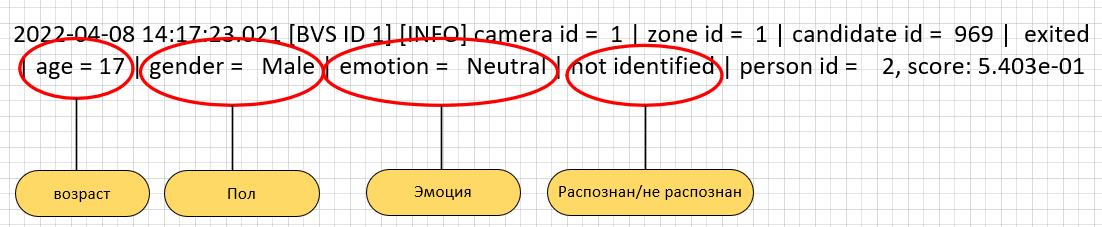 2022-04-08 14:17:23.021 [BVS ID 1] [INFO] camera id = 1 | zone id = 1 | candidate id = 969 | exited
| age = 17 | gender = Male | emotion = Neutral | not identified | person id = 2, score: 5.403e-01
возраст
Пол
Эмоция
Распознан/не распознан